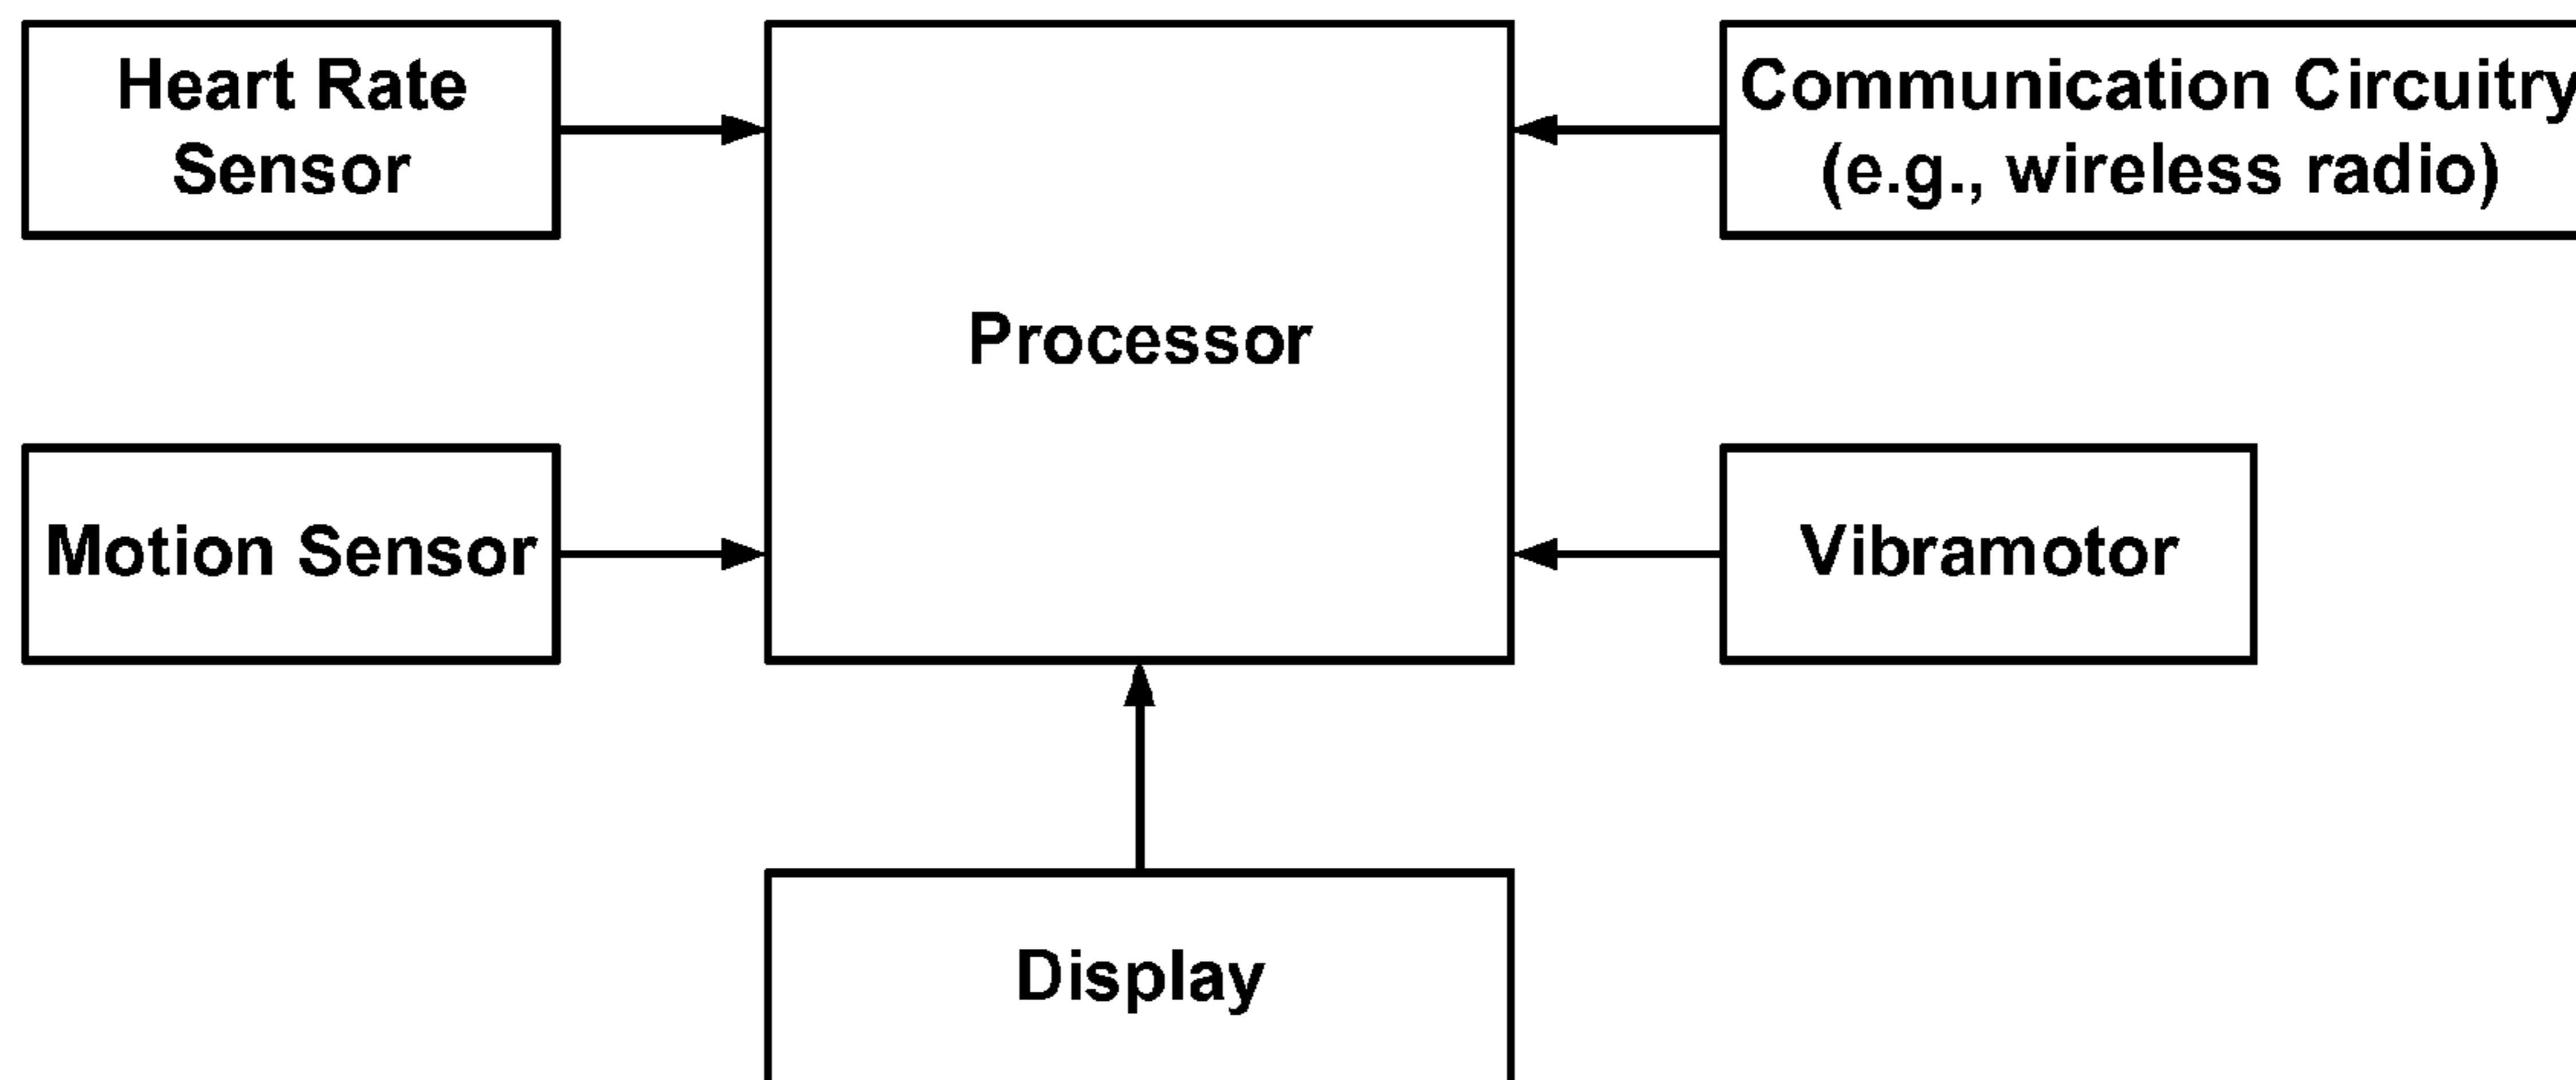 Heart Rate
Sensor
Communication Circuitry
(e.g., wireless radio)
Processor
Motion Sensor
Vibramotor
Display